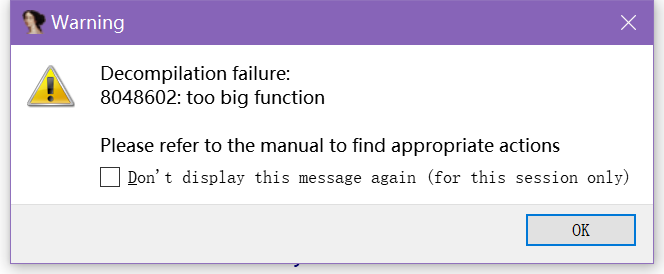 Warning
Decompilation failure:
8048602: too big function
Please refer to the manual to find appropriate actions
Don't display this message again (for this session only)
OK